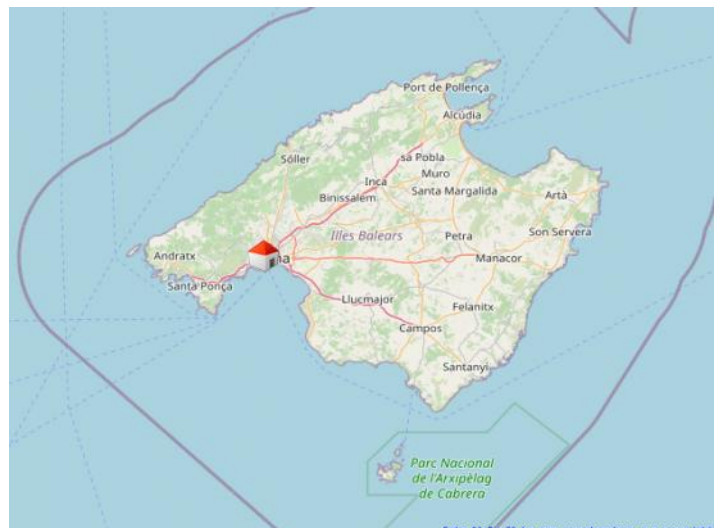 Port de Pollença
Alcúdia
Sóller
sa Pobla
Inca
Muro
Santa Margalida
Binissalem
Artà
Illes Balears
Petra
Son Servera
Andratx
Manacor
Santa Ponça
Llucmajor
Felanitx
Campos
Santanyí
Parc Nacional
de l'Arxipèlag
de Cabrera